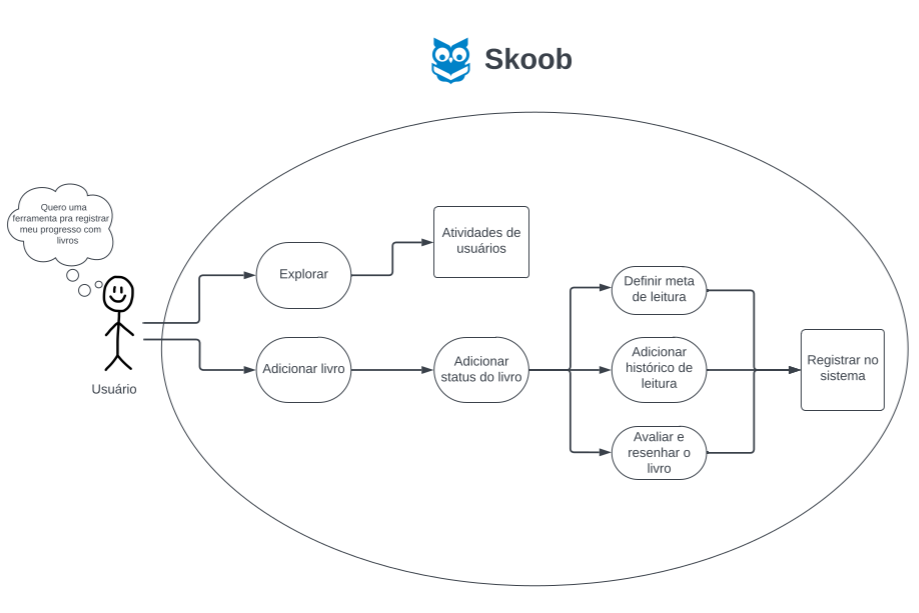 Skoob
Quero uma
ferramenta pra registrar
meu progresso com
livros
Usuário
Explorar
Atividades de
usuários
Adicionar livro
Adicionar
status do livro
Definir meta
de leitura
Adicionar
histórico de
leitura
Avaliar e
resenhar o
livro
Registrar no
sistema